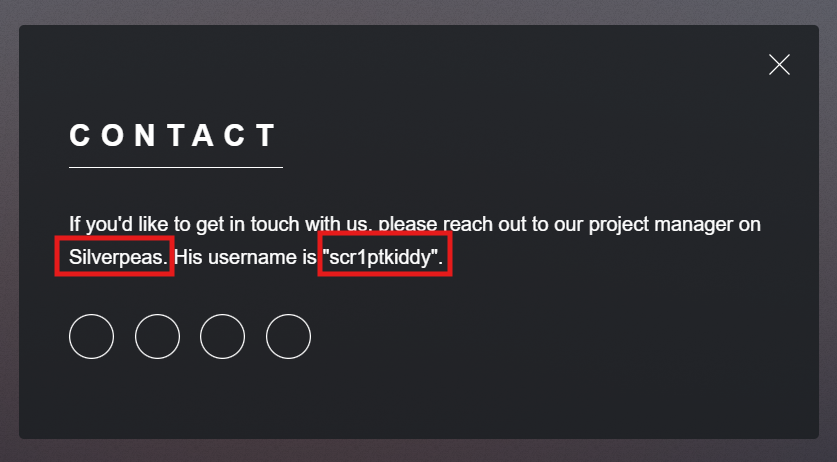 CONTACT
If you'd like to get in touch with us, please reach out to our project manager on
Silverpeas. His username is "scr1ptkiddy".